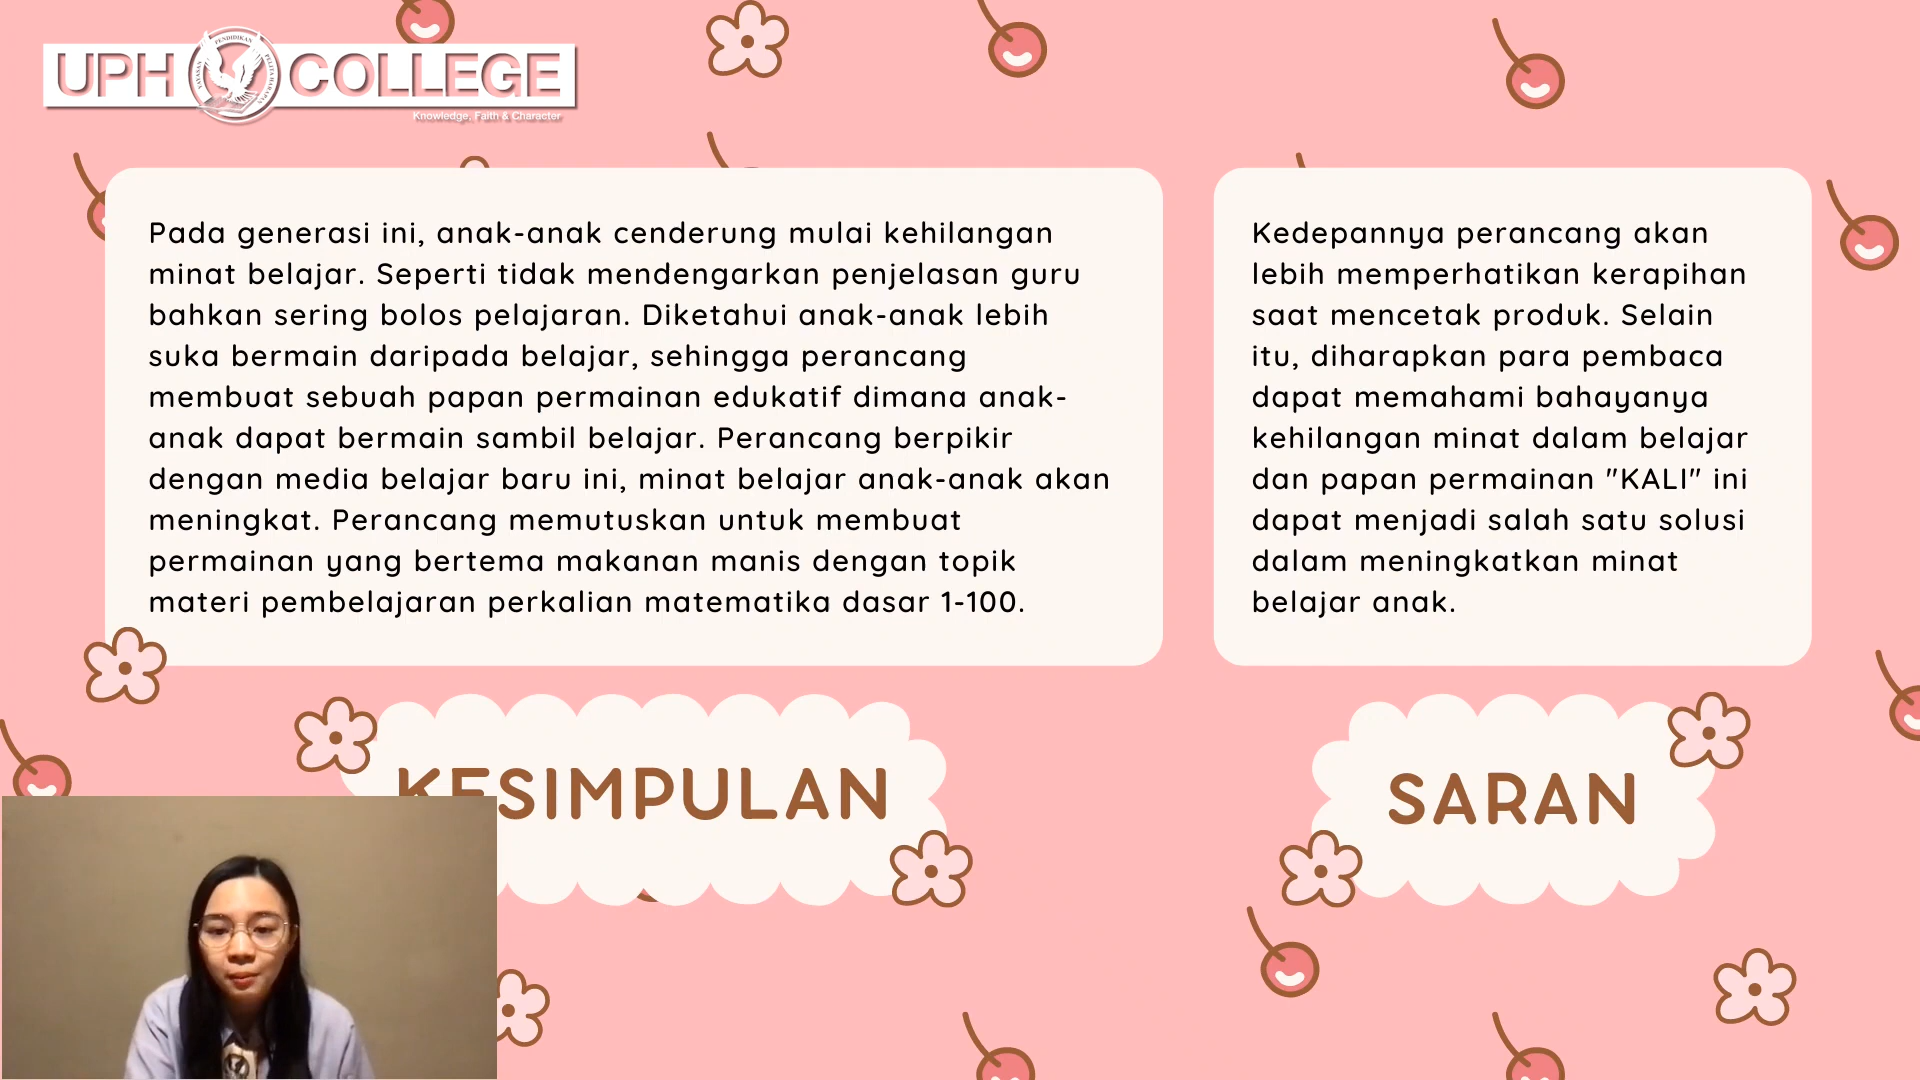 UPH COLLEGE
YAYASAN PENDIDIKAN PELITA HARAPAN
Knowledge, Faith & Character
Pada generasi ini, anak-anak cenderung mulai kehilangan
minat belajar. Seperti tidak mendengarkan penjelasan guru
bahkan sering bolos pelajaran. Diketahui anak-anak lebih
suka bermain daripada belajar, sehingga perancang
membuat sebuah papan permainan edukatif dimana anak-
anak dapat bermain sambil belajar. Perancang berpikir
dengan media belajar baru ini, minat belajar anak-anak akan
meningkat. Perancang memutuskan untuk membuat
permainan yang bertema makanan manis dengan topik
materi pembelajaran perkalian matematika dasar 1-100.
Kedepannya perancang akan
lebih memperhatikan kerapihan
saat mencetak produk. Selain
itu, diharapkan para pembaca
dapat memahami bahayanya
kehilangan minat dalam belajar
dan papan permainan "KALI" ini
dapat menjadi salah satu solusi
dalam meningkatkan minat
belajar anak.
KESIMPULAN
SARAN